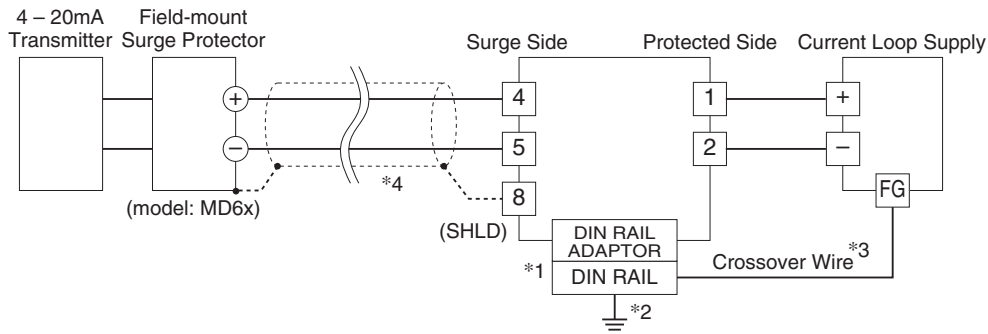 4 – 20mA
Transmitter
Field-mount
Surge Protector
Surge Side
Protected Side
Current Loop Supply
+
4
1
+
–
5
2
–
*4
8
FG
(model: MD6x)
(SHLD)
DIN RAIL
ADAPTOR
*1
DIN RAIL
Crossover Wire*3
*2